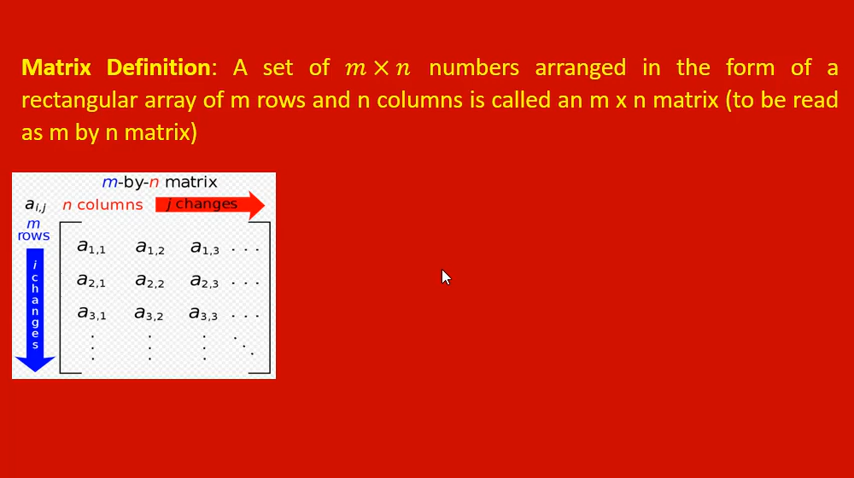 Matrix Definition: A set of m × n numbers arranged in the form of a
rectangular array of m rows and n columns is called an m x n matrix (to be read
as m by n matrix)
m-by-n matrix
a i,j n columns j changes
m
rows
i changes
a1,1 a1,2 a1,3 . . .
a2,1 a2,2 a2,3 . . .
a3,1 a3,2 a3,3 . . .